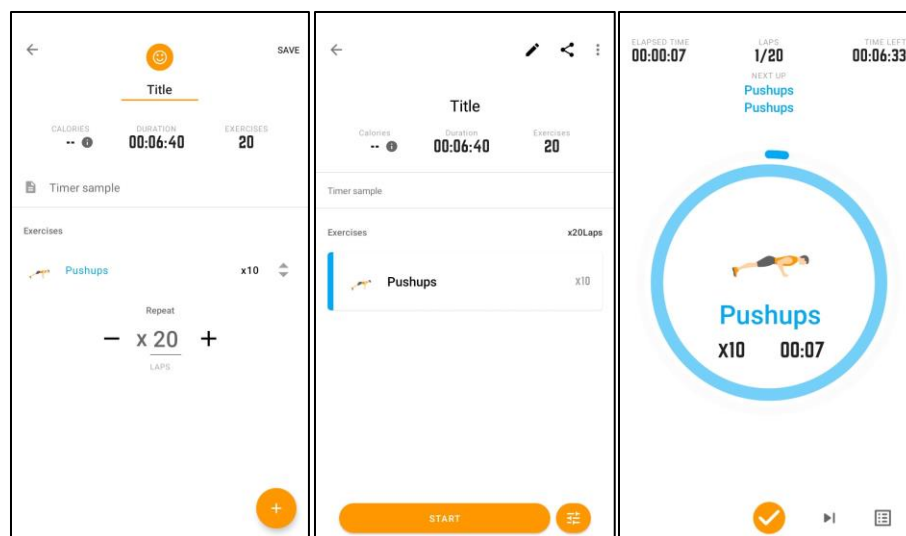 SAVE
Title
CALORIES DURATION EXERCISES
-- 00:06:40 20
Timer sample
Exercises
Pushups x10
Repeat
− x 20 +
LAPS
+
Title
Calories Duration Exercises
-- 00:06:40 20
Timer sample
Exercises x20Laps
Pushups x10
START
ELAPSED TIME LAPS TIME LEFT
00:00:07 1/20 00:06:33
NEXT UP
Pushups
Pushups
Pushups
X10 00:07